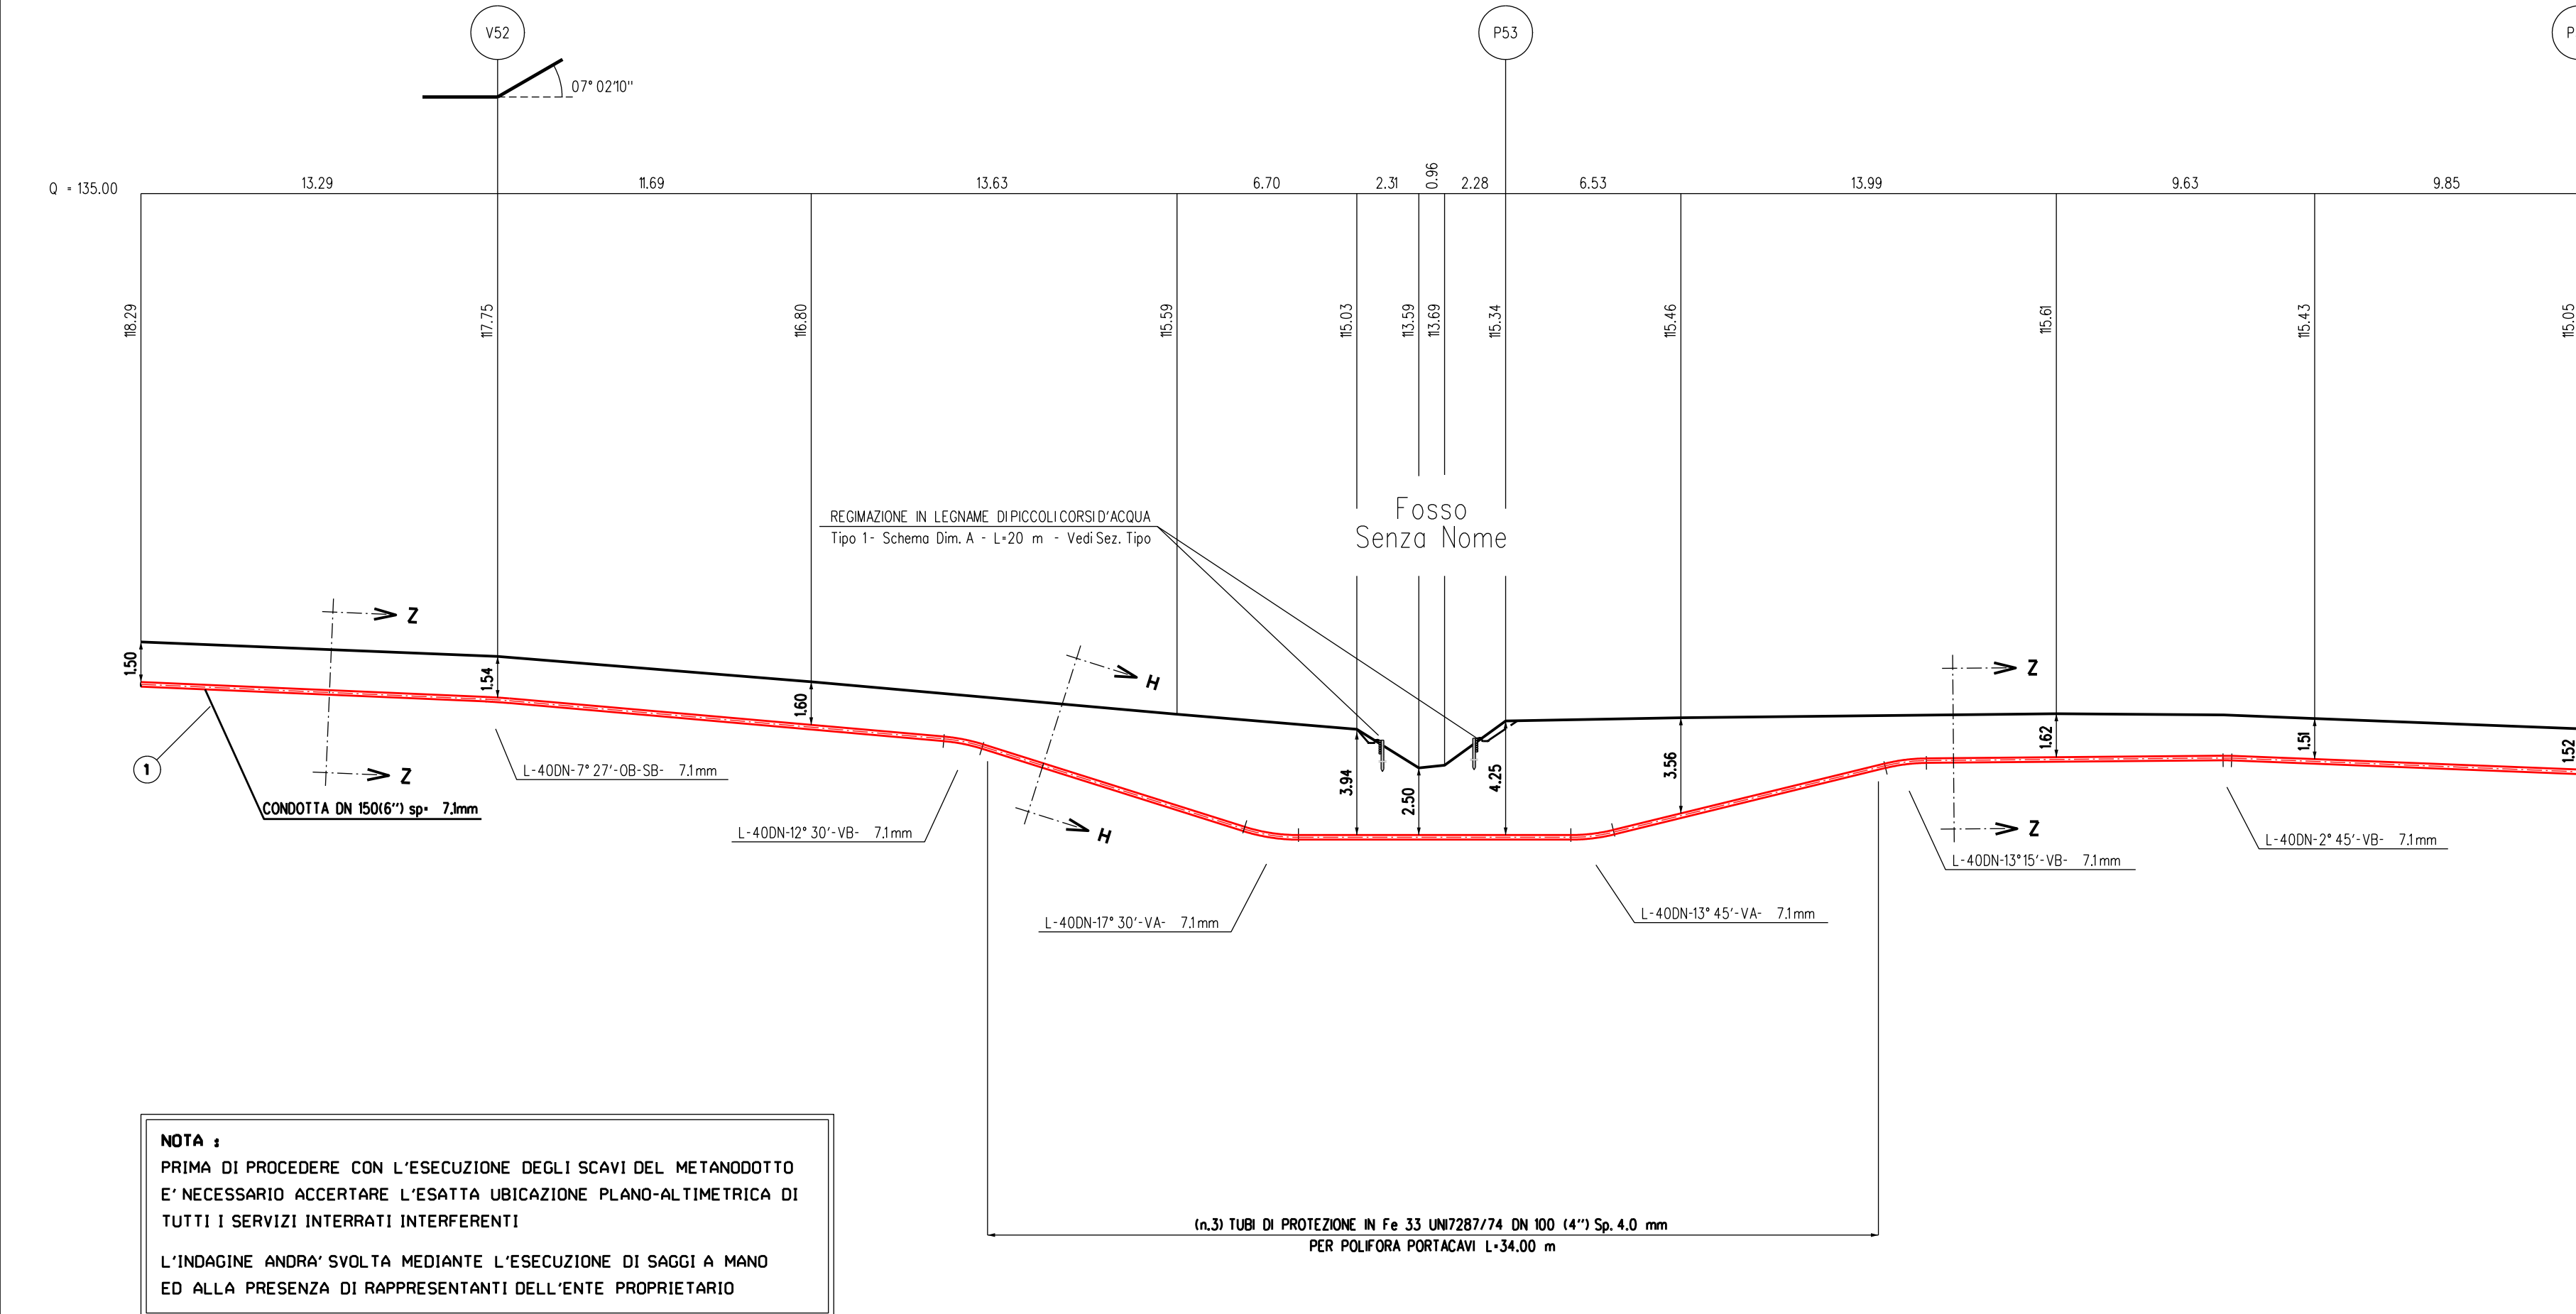 V52
P53
P
07° 02'10''
Q = 135.00
13.29
11.69
13.63
6.70
2.31
0.96
2.28
6.53
13.99
9.63
9.85
118.29
117.75
116.80
115.59
115.03
113.59
113.69
115.34
115.46
115.61
115.43
115.05
Fosso
Senza Nome
REGIMAZIONE IN LEGNAME DI PICCOLI CORSI D'ACQUA
Tipo 1 - Schema Dim. A - L=20 m - Vedi Sez. Tipo
Z
Z
H
H
Z
Z
1.50
1.54
1.60
3.94
2.50
4.25
3.56
1.62
1.51
1.52
1
CONDOTTA DN 150(6'') sp= 7.1mm
L-40DN-7° 27'-OB-SB- 7.1mm
L-40DN-12° 30'-VB- 7.1mm
L-40DN-17° 30'-VA- 7.1mm
L-40DN-13° 45'-VA- 7.1mm
L-40DN-13° 15'-VB- 7.1mm
L-40DN-2° 45'-VB- 7.1mm
(n.3) TUBI DI PROTEZIONE IN Fe 33 UNI7287/74 DN 100 (4'') Sp. 4.0 mm
PER POLIFORA PORTACAVI L=34.00 m
NOTA :
PRIMA DI PROCEDERE CON L'ESECUZIONE DEGLI SCAVI DEL METANODOTTO
E' NECESSARIO ACCERTARE L'ESATTA UBICAZIONE PLANO-ALTIMETRICA DI
TUTTI I SERVIZI INTERRATI INTERFERENTI
L'INDAGINE ANDRA' SVOLTA MEDIANTE L'ESECUZIONE DI SAGGI A MANO
ED ALLA PRESENZA DI RAPPRESENTANTI DELL'ENTE PROPRIETARIO